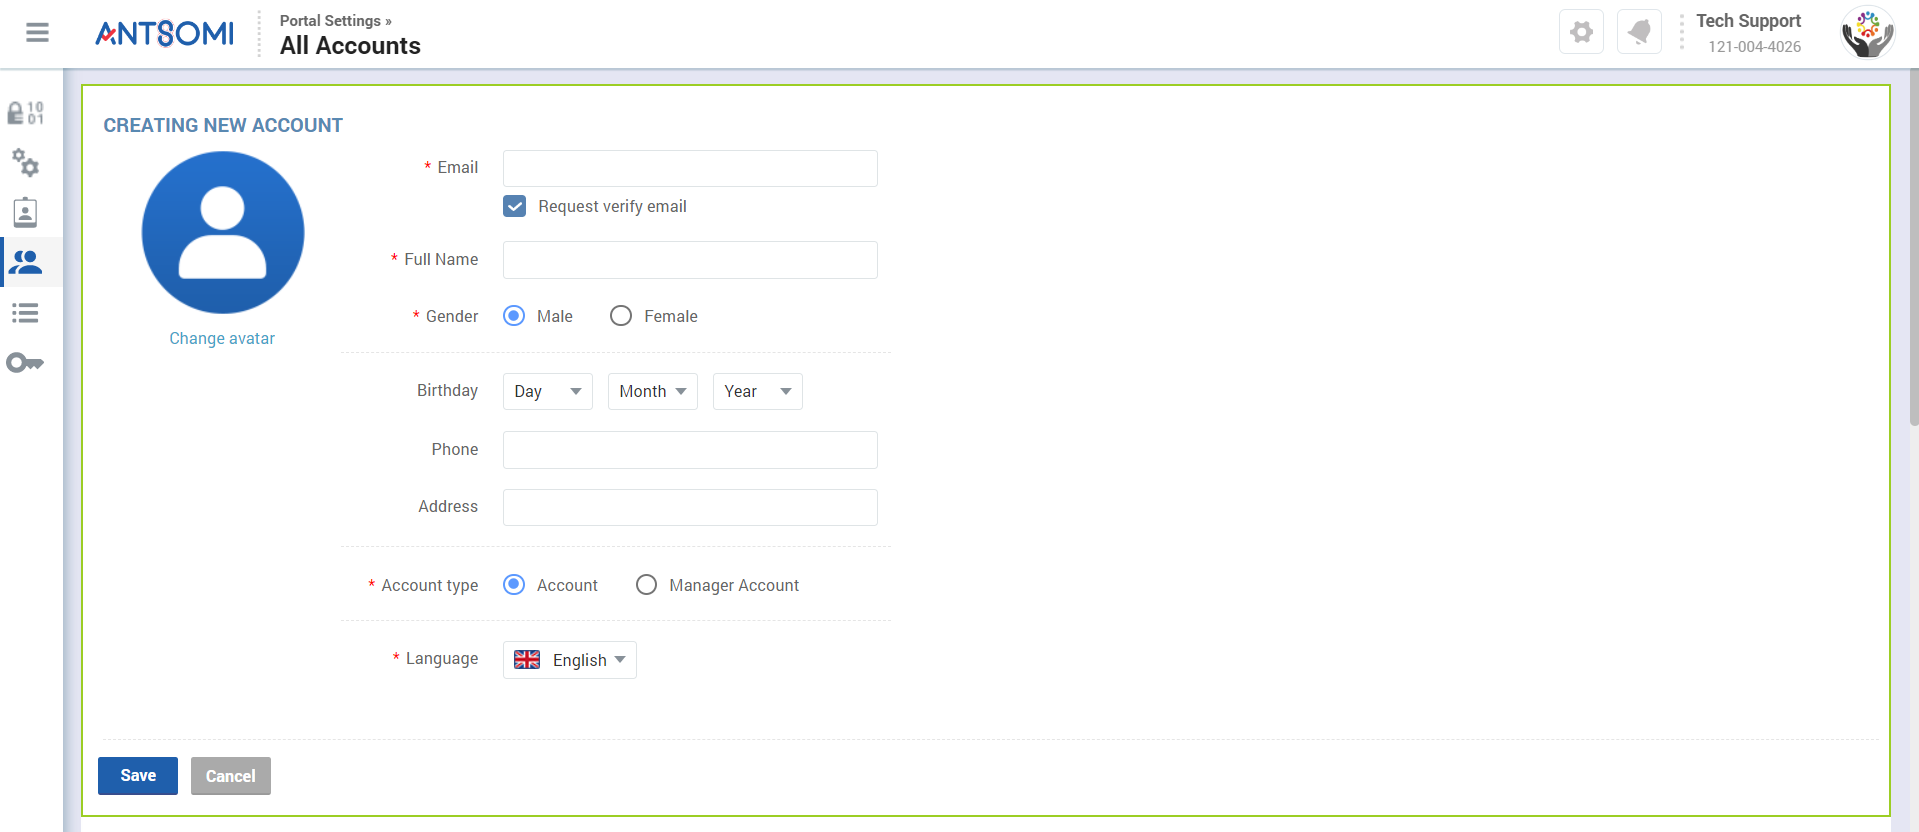 ANTSOMI
Portal Settings »
All Accounts
Tech Support
121-004-4026
10
01
CREATING NEW ACCOUNT
* Email
Request verify email
* Full Name
* Gender
Male
Female
Change avatar
Birthday
Day
Month
Year
Phone
Address
* Account type
Account
Manager Account
* Language
English
Save
Cancel